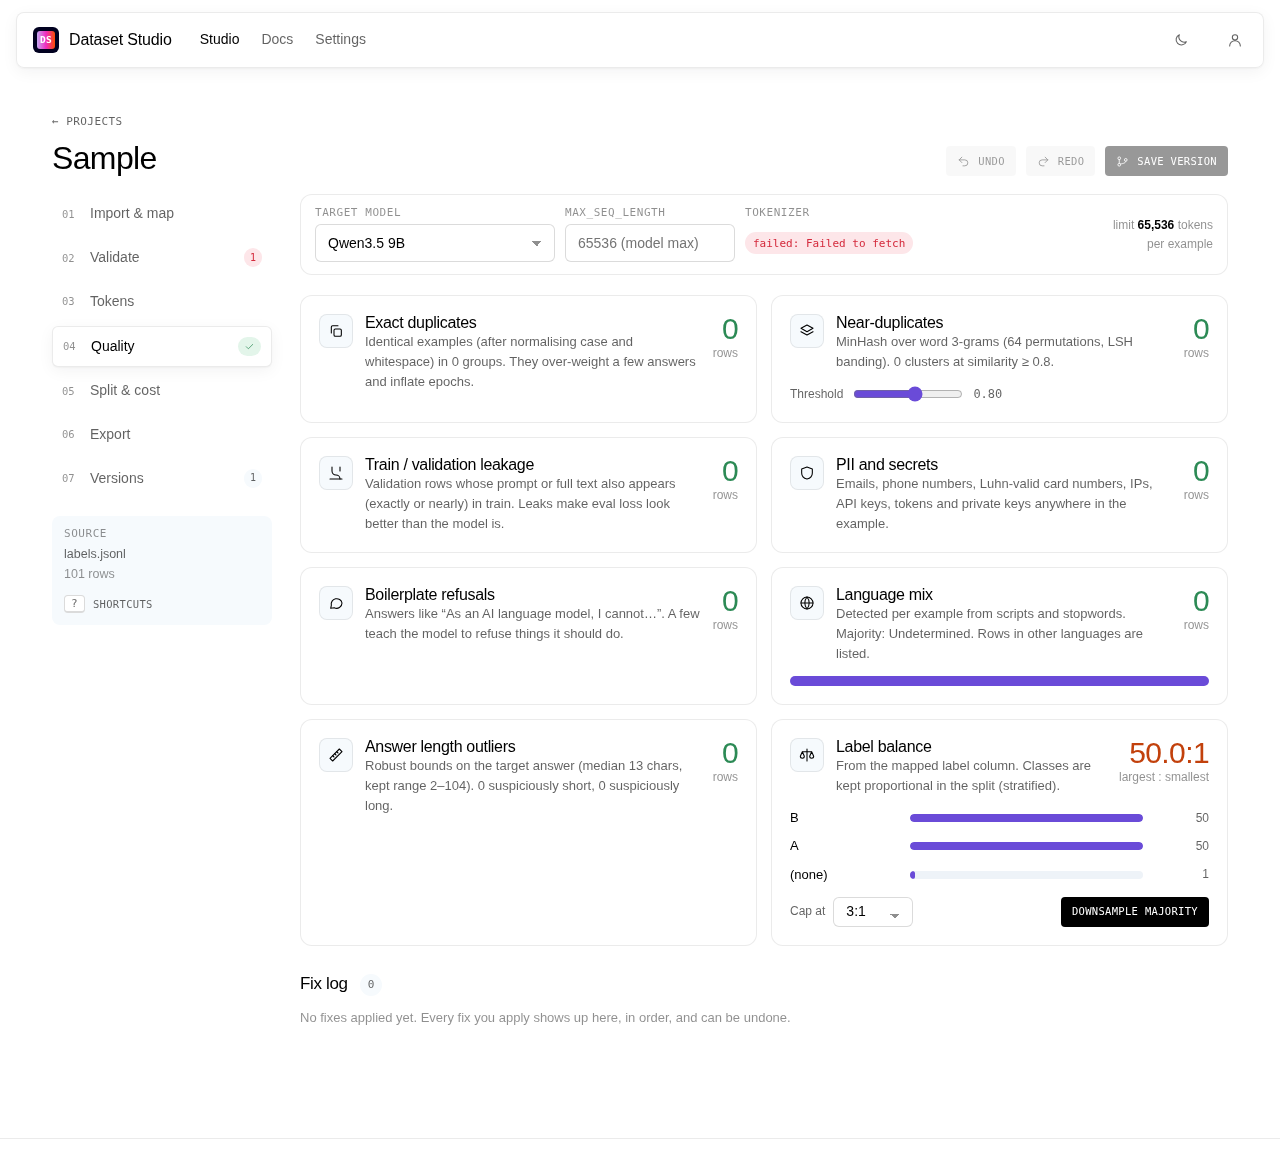 DS Dataset Studio Studio Docs Settings
← PROJECTS
Sample
UNDO REDO SAVE VERSION
01 Import & map
02 Validate 1
03 Tokens
04 Quality
05 Split & cost
06 Export
07 Versions 1
SOURCE
labels.jsonl
101 rows
? SHORTCUTS
TARGET MODEL
Qwen3.5 9B
MAX_SEQ_LENGTH
65536 (model max)
TOKENIZER
failed: Failed to fetch
limit 65,536 tokens
per example
Exact duplicates
Identical examples (after normalising case and
whitespace) in 0 groups. They over-weight a few answers
and inflate epochs.
0
rows
Near-duplicates
MinHash over word 3-grams (64 permutations, LSH
banding). 0 clusters at similarity ≥ 0.8.
0
rows
Threshold 0.80
Train / validation leakage
Validation rows whose prompt or full text also appears
(exactly or nearly) in train. Leaks make eval loss look
better than the model is.
0
rows
PII and secrets
Emails, phone numbers, Luhn-valid card numbers, IPs,
API keys, tokens and private keys anywhere in the
example.
0
rows
Boilerplate refusals
Answers like “As an AI language model, I cannot…”. A few
teach the model to refuse things it should do.
0
rows
Language mix
Detected per example from scripts and stopwords.
Majority: Undetermined. Rows in other languages are
listed.
0
rows
Answer length outliers
Robust bounds on the target answer (median 13 chars,
kept range 2–104). 0 suspiciously short, 0 suspiciously
long.
0
rows
Label balance
From the mapped label column. Classes are
kept proportional in the split (stratified).
50.0:1
largest : smallest
B 50
A 50
(none) 1
Cap at 3:1 DOWNSAMPLE MAJORITY
Fix log 0
No fixes applied yet. Every fix you apply shows up here, in order, and can be undone.